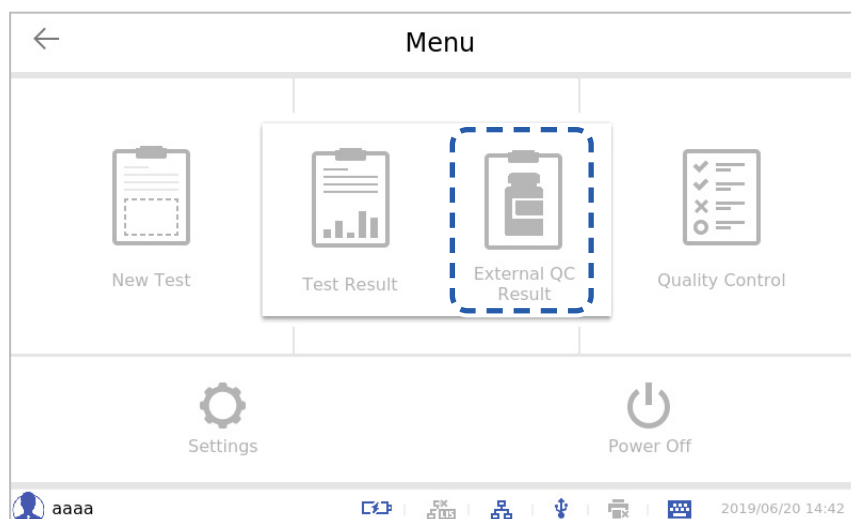 Menu
New Test
Test Result
External QC
Result
Quality Control
Settings
Power Off
aaaa
LIS
2019/06/20 14:42